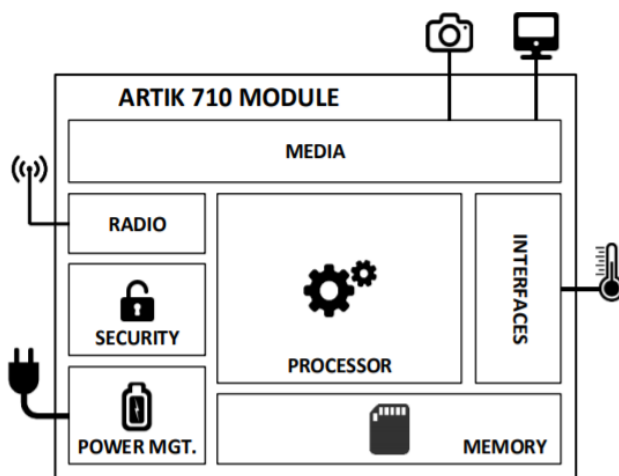 ARTIK 710 MODULE
MEDIA
RADIO
INTERFACES
SECURITY
PROCESSOR
POWER MGT.
MEMORY